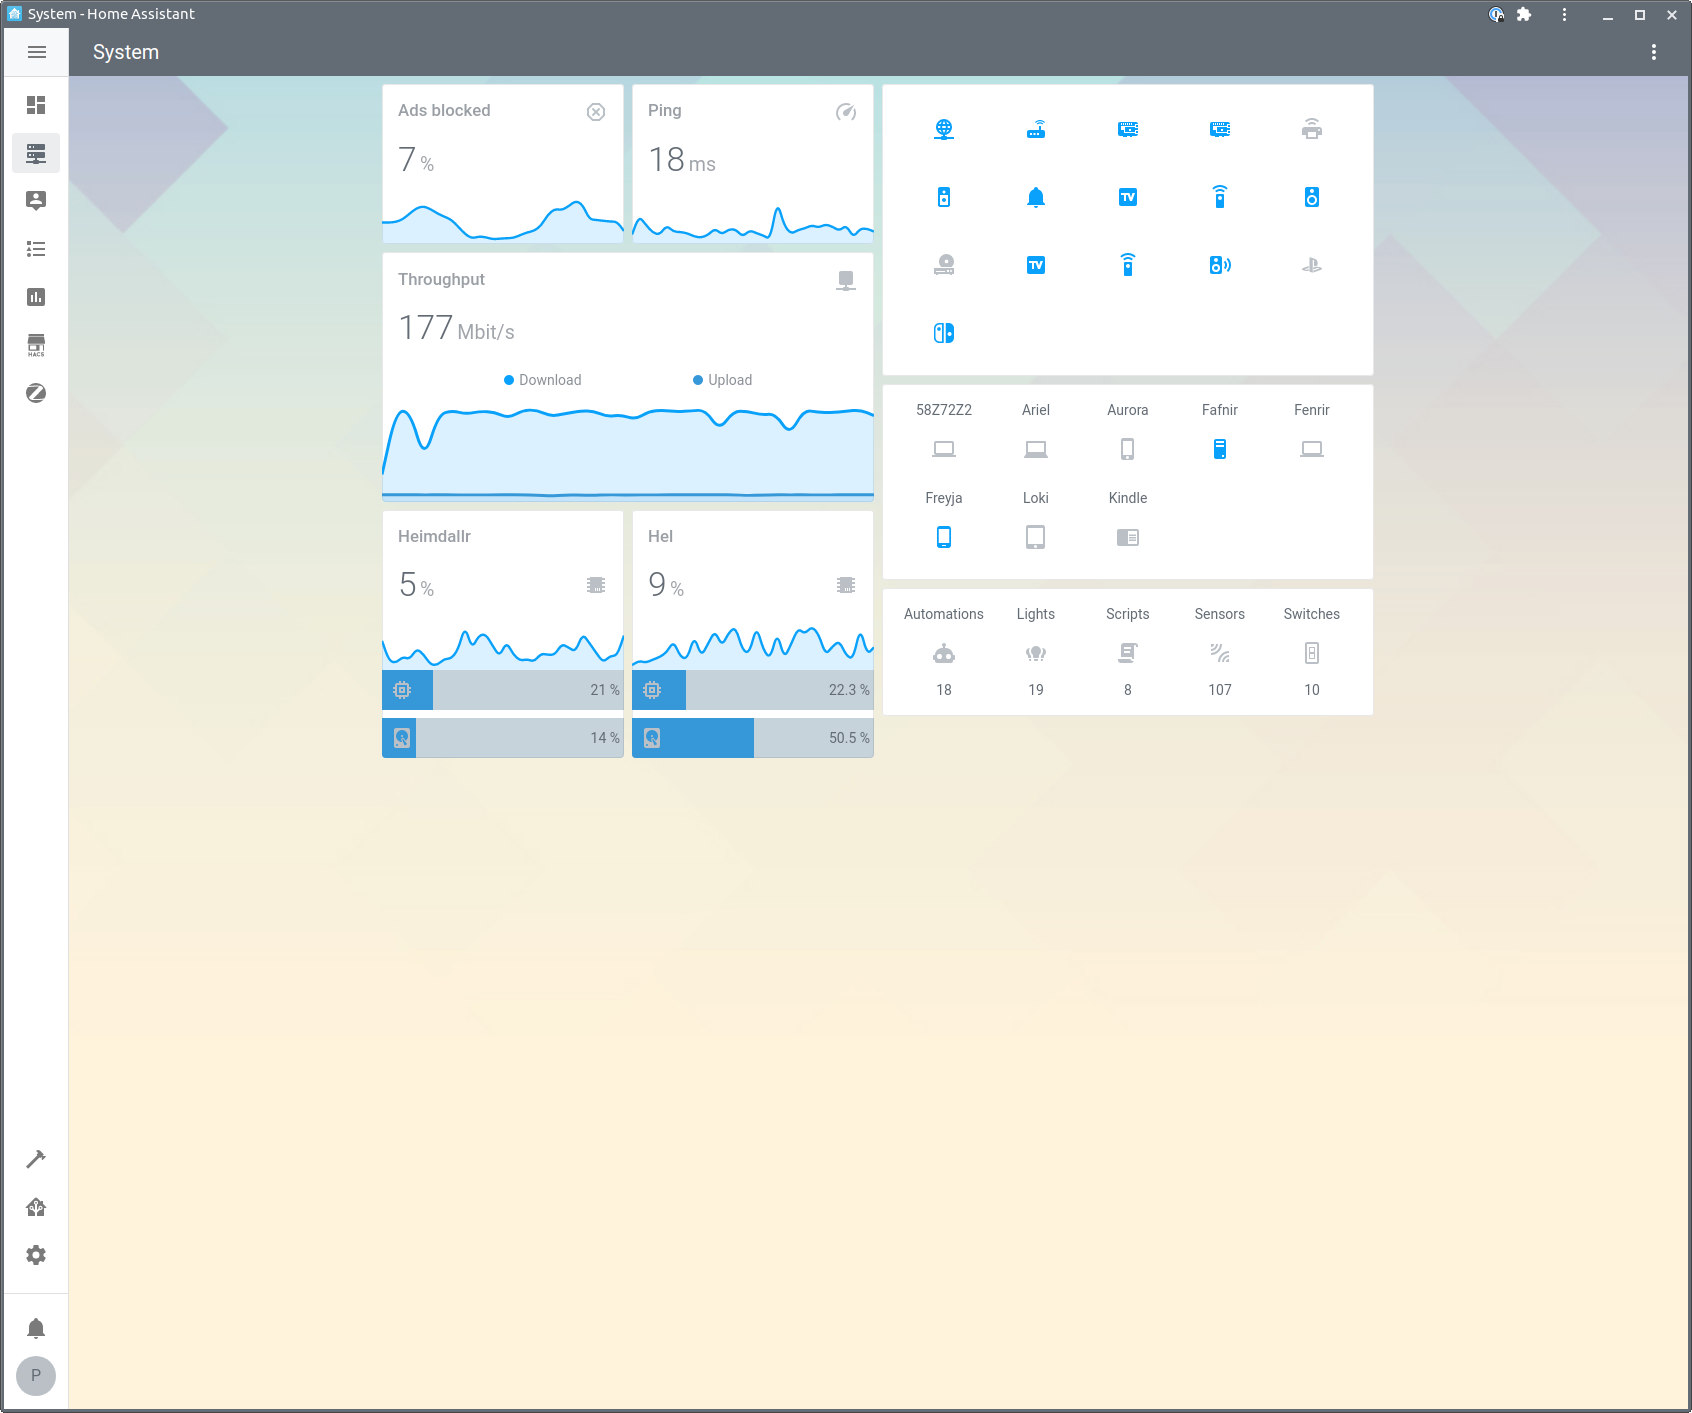 System - Home Assistant
System
Ads blocked
7 %
Ping
18 ms
Throughput
177 Mbit/s
Download
Upload
Heimdallr
5 %
21 %
14 %
Hel
9 %
22.3 %
50.5 %
TV
TV
58Z72Z2
Ariel
Aurora
Fafnir
Fenrir
Freyja
Loki
Kindle
Automations
Lights
Scripts
Sensors
Switches
18
19
8
107
10
HACS
P